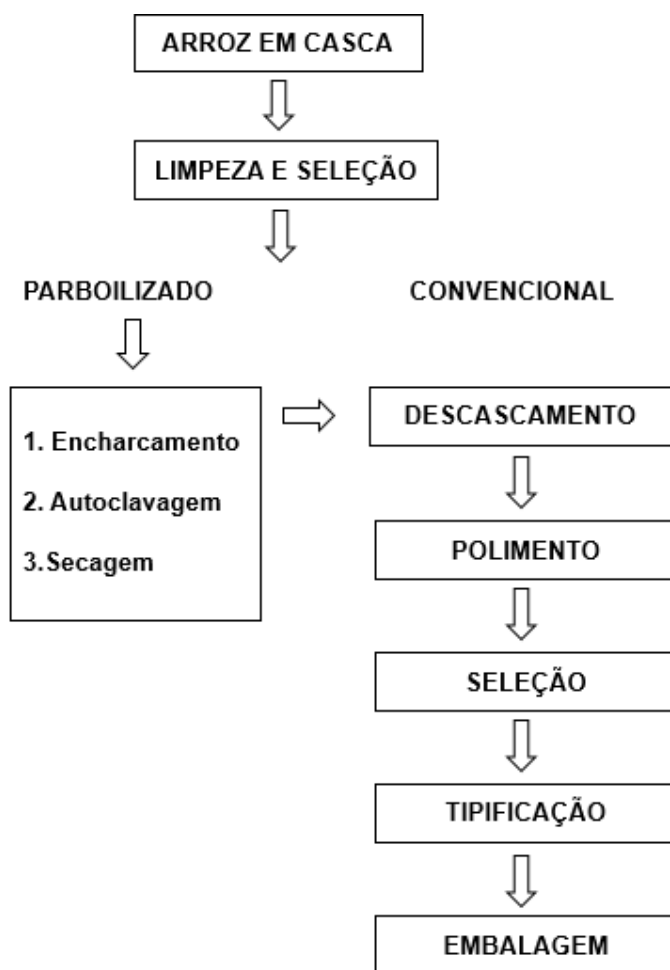 ARROZ EM CASCA
LIMPEZA E SELEÇÃO
PARBOILIZADO
CONVENCIONAL
1. Encharcamento
2. Autoclavagem
3.Secagem
DESCASCAMENTO
POLIMENTO
SELEÇÃO
TIPIFICAÇÃO
EMBALAGEM